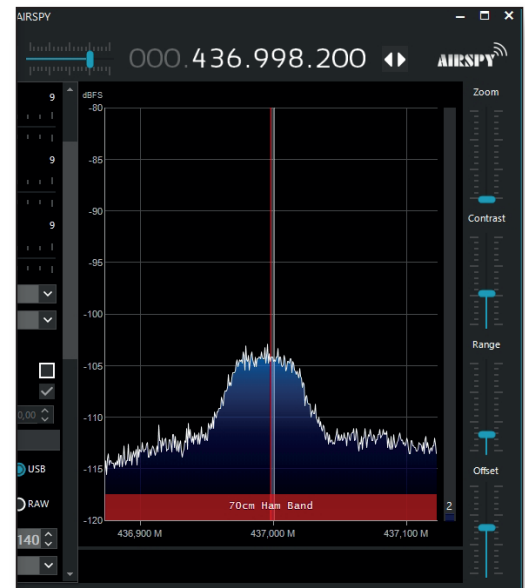 AIRSPY
000.436.998.200
AIRSPY
9
9
9
0,00
USB
RAW
140
dBFS
-80
-85
-90
-95
-100
-105
-110
-115
-120
70cm Ham Band
2
436,900 M
437,000 M
437,100 M
Zoom
Contrast
Range
Offset